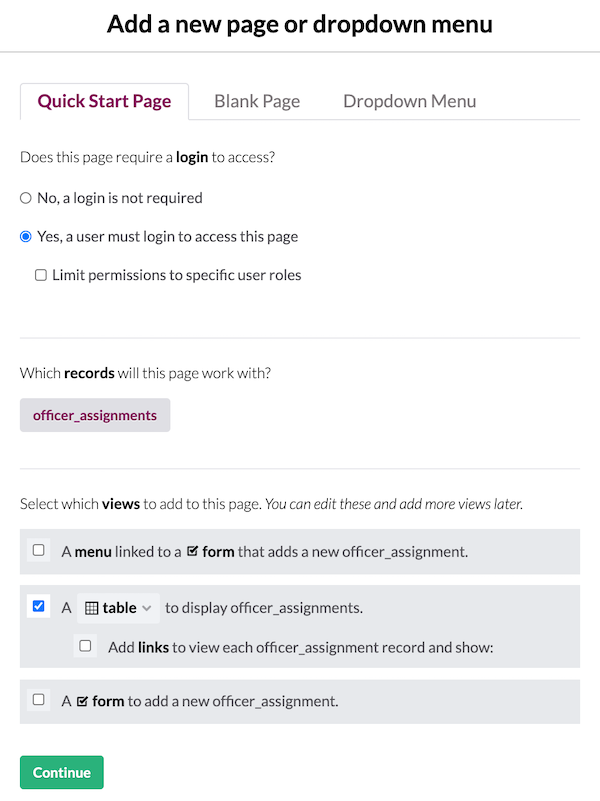 Add a new page or dropdown menu
Quick Start Page Blank Page Dropdown Menu
Does this page require a login to access?
No, a login is not required
Yes, a user must login to access this page
Limit permissions to specific user roles
Which records will this page work with?
officer_assignments
Select which views to add to this page. You can edit these and add more views later.
A menu linked to a form that adds a new officer_assignment.
A table to display officer_assignments.
Add links to view each officer_assignment record and show:
A form to add a new officer_assignment.
Continue